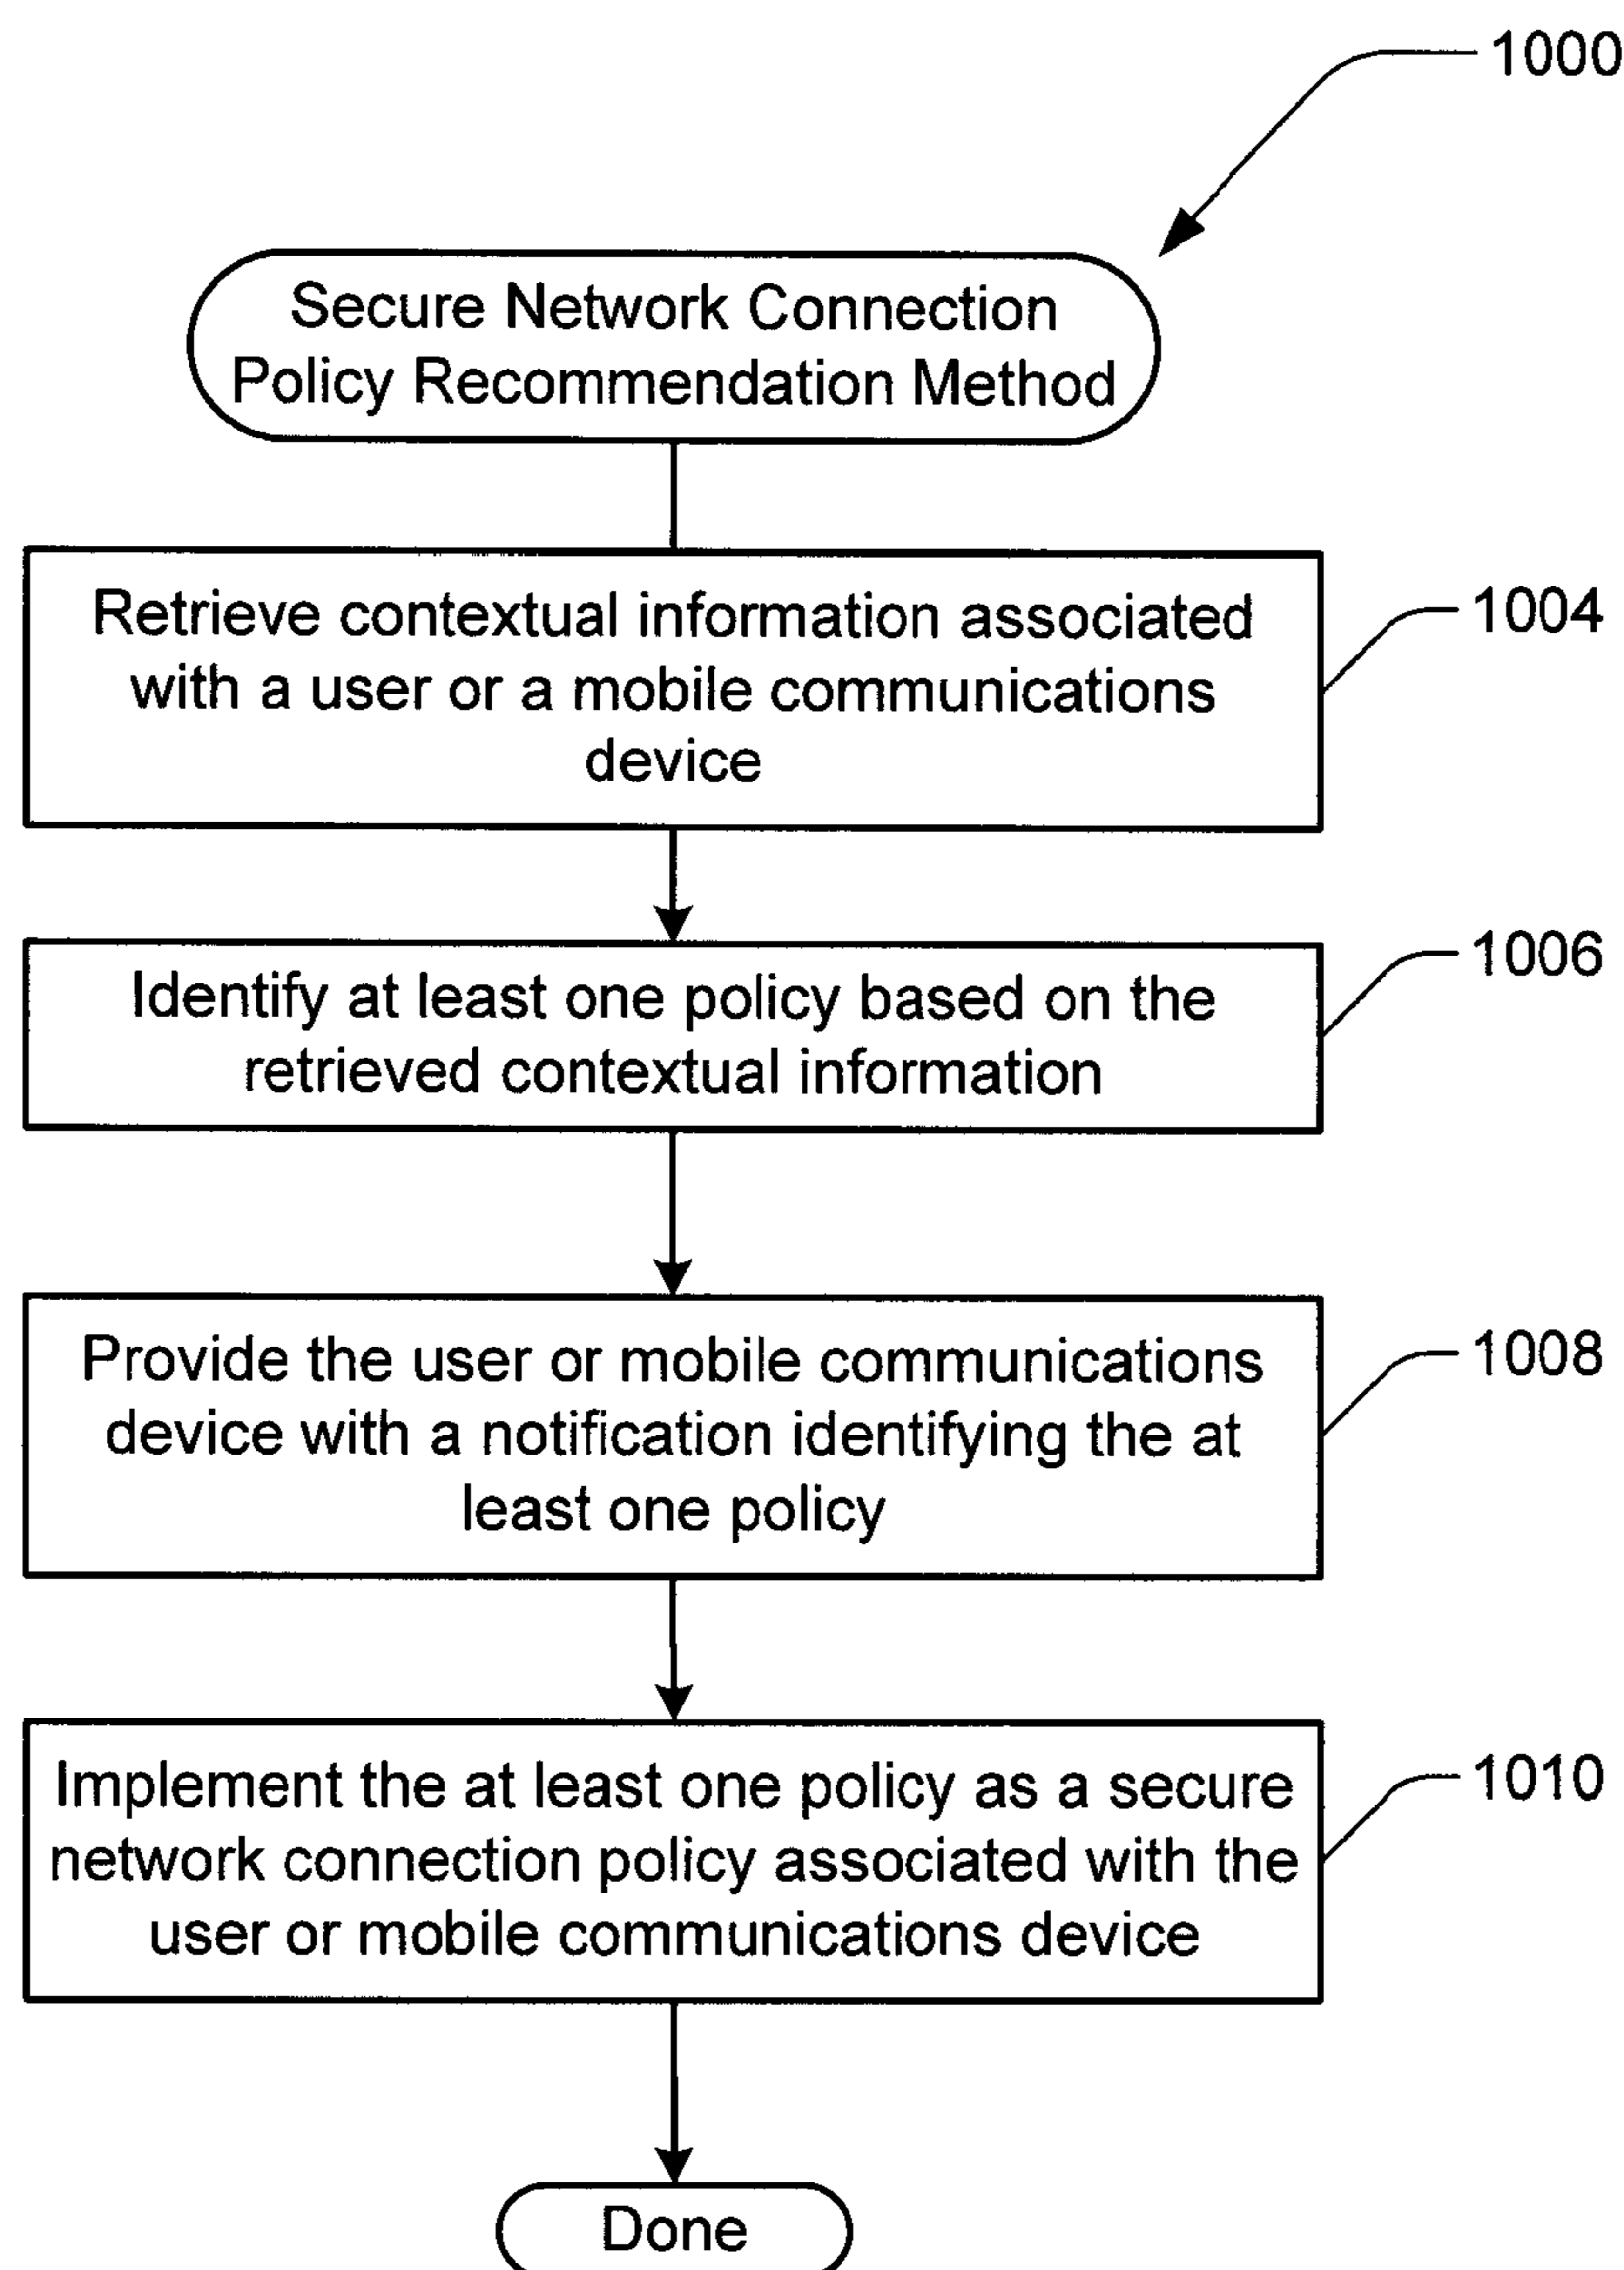 1000
Secure Network Connection
Policy Recommendation Method
Retrieve contextual information associated
with a user or a mobile communications
device
1004
Identify at least one policy based on the
retrieved contextual information
1006
Provide the user or mobile communications
device with a notification identifying the at
least one policy
1008
Implement the at least one policy as a secure
network connection policy associated with the
user or mobile communications device
1010
Done